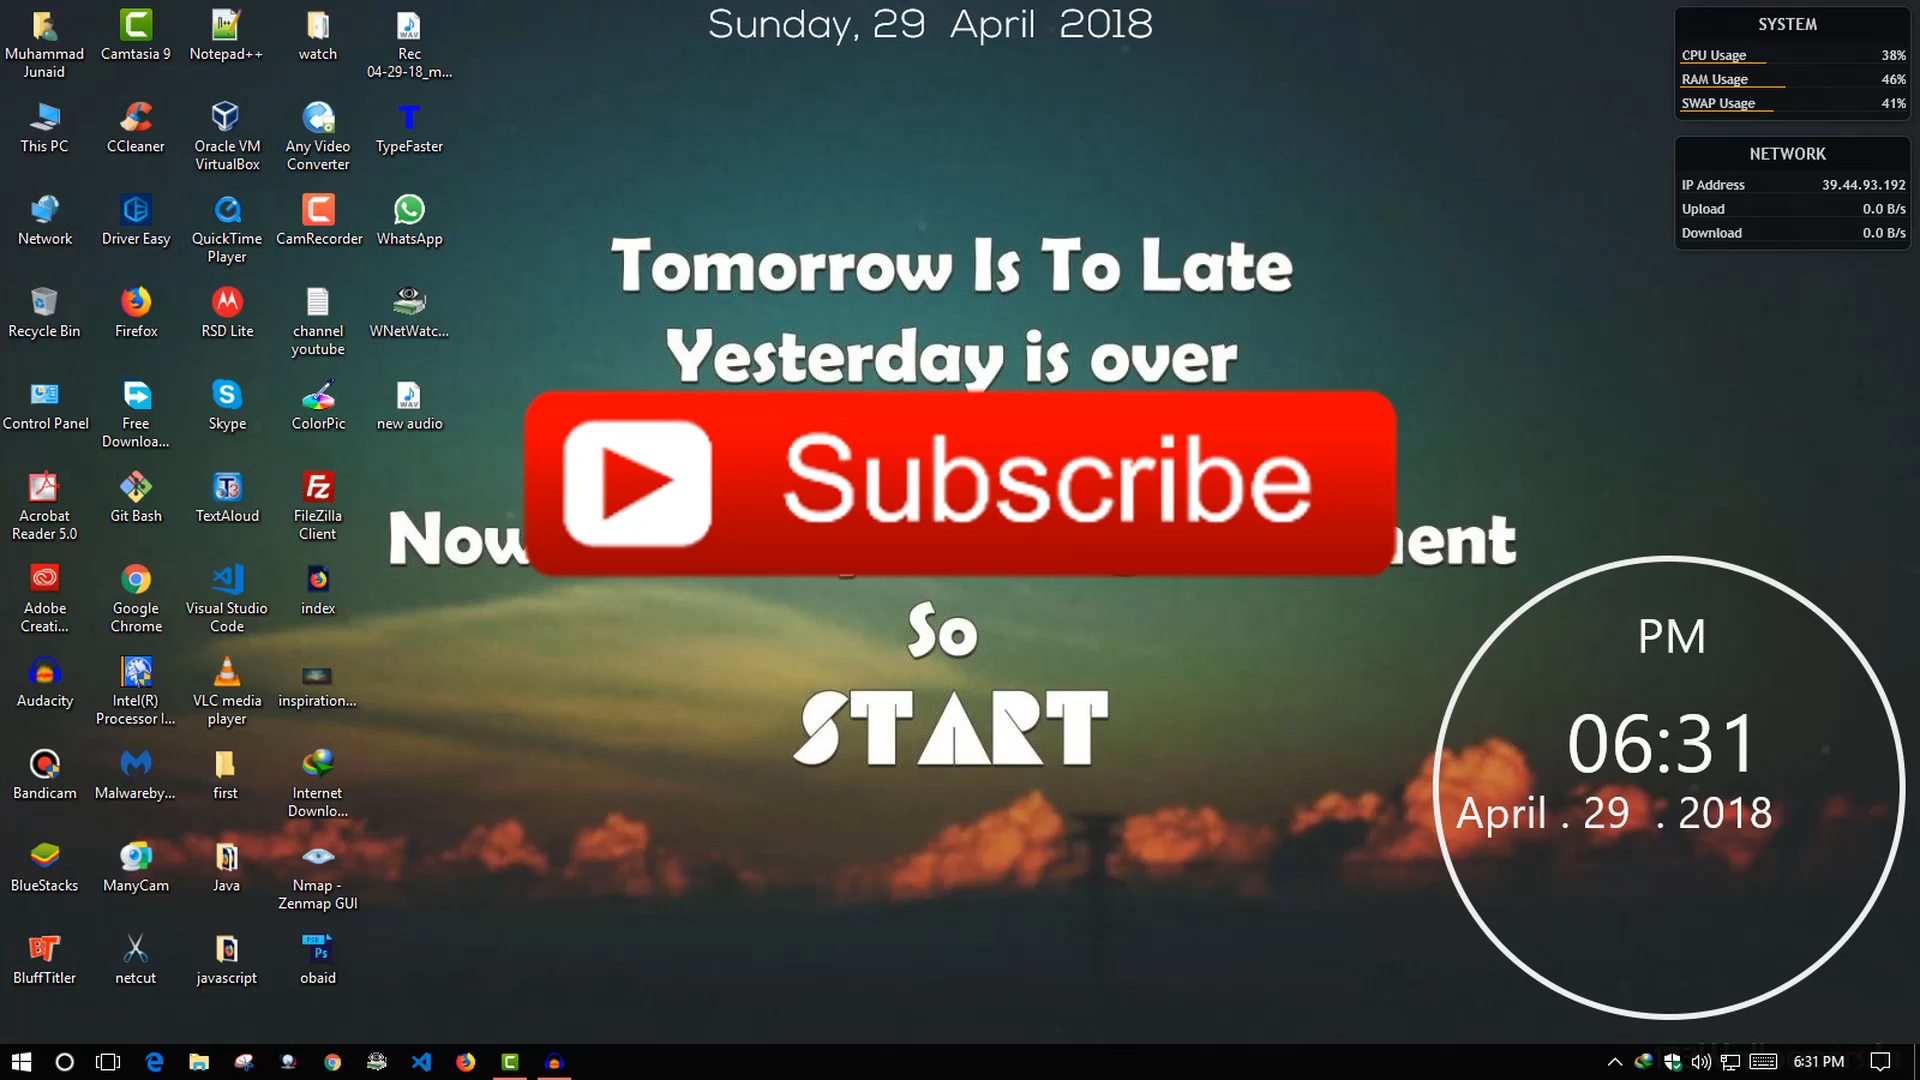 Sunday, 29 April 2018
Muhammad
Junaid
Camtasia 9
Notepad++
watch
Rec
04-29-18_m...
This PC
CCleaner
Oracle VM
VirtualBox
Any Video
Converter
TypeFaster
Network
Driver Easy
QuickTime
Player
CamRecorder
WhatsApp
Recycle Bin
Firefox
RSD Lite
channel
youtube
WNetWatc...
Control Panel
Free
Downloa...
Skype
ColorPic
new audio
Acrobat
Reader 5.0
Git Bash
TextAloud
FileZilla
Client
Adobe
Creati...
Google
Chrome
Visual Studio
Code
index
Audacity
Intel(R)
Processor I...
VLC media
player
inspiration...
Bandicam
Malwareby...
first
Internet
Downlo...
BlueStacks
ManyCam
Java
Nmap -
Zenmap GUI
BluffTitler
netcut
javascript
obaid
Tomorrow Is To Late
Yesterday is over
Subscribe
Now
So
START
SYSTEM
CPU Usage 38%
RAM Usage 46%
SWAP Usage 41%
NETWORK
IP Address 39.44.93.192
Upload 0.0 B/s
Download 0.0 B/s
PM
06:31
April . 29 . 2018
6:31 PM